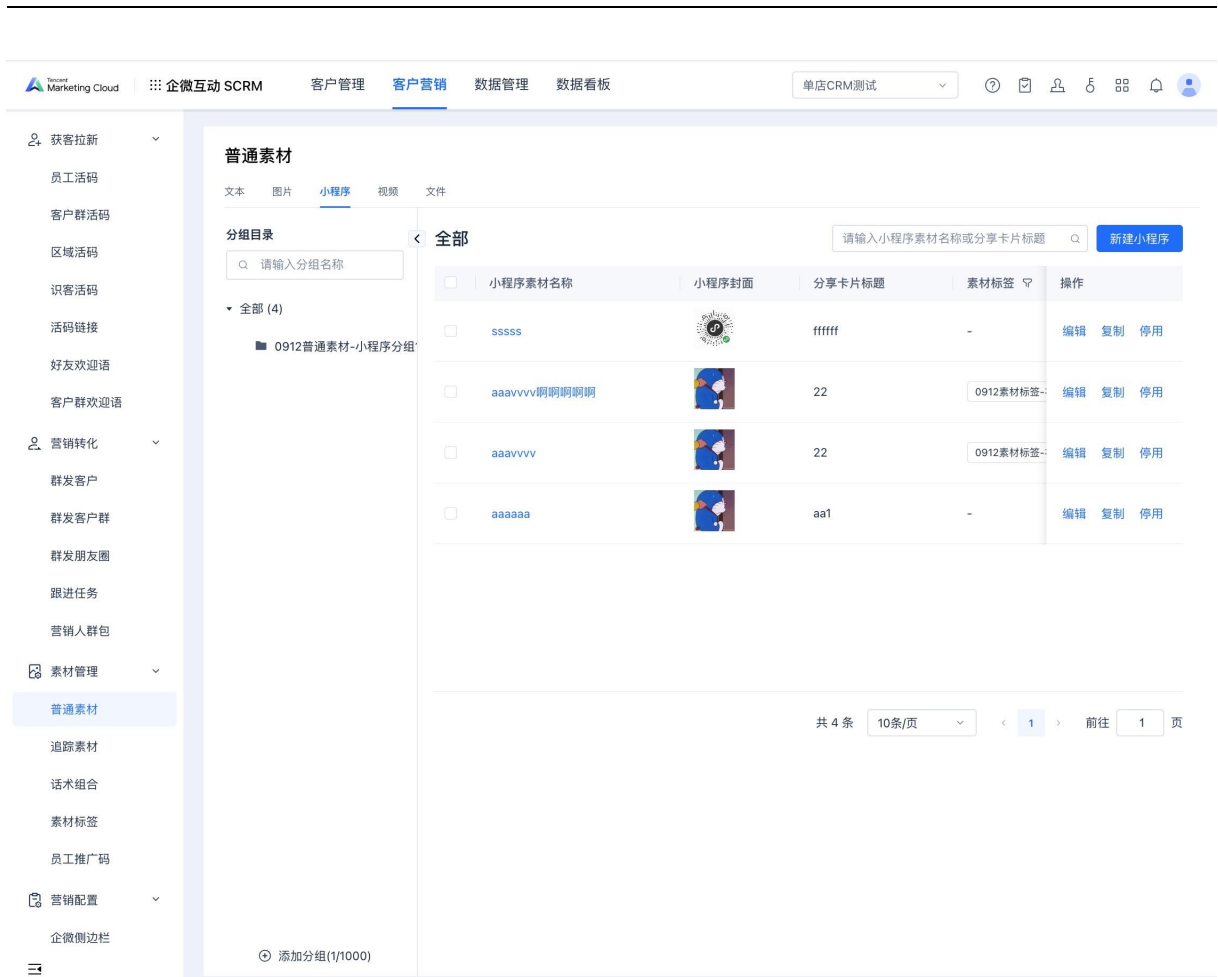 Tencent
Marketing Cloud
企微互动 SCRM
客户管理
客户营销
数据管理
数据看板
单店CRM测试
获客拉新
员工活码
客户群活码
区域活码
识客活码
活码链接
好友欢迎语
客户群欢迎语
营销转化
群发客户
群发客户群
群发朋友圈
跟进任务
营销人群包
素材管理
普通素材
追踪素材
话术组合
素材标签
员工推广码
营销配置
企微侧边栏
普通素材
文本 图片 小程序 视频 文件
分组目录
请输入分组名称
全部 (4)
0912普通素材-小程序分组
添加分组(1/1000)
全部
请输入小程序素材名称或分享卡片标题
新建小程序
小程序素材名称 小程序封面 分享卡片标题 素材标签 操作
sssss ffffff - 编辑 复制 停用
aaavvvv啊啊啊啊啊 22 0912素材标签- 编辑 复制 停用
aaavvvv 22 0912素材标签- 编辑 复制 停用
aaaaaa aa1 - 编辑 复制 停用
共 4 条 10条/页 1 前往 1 页